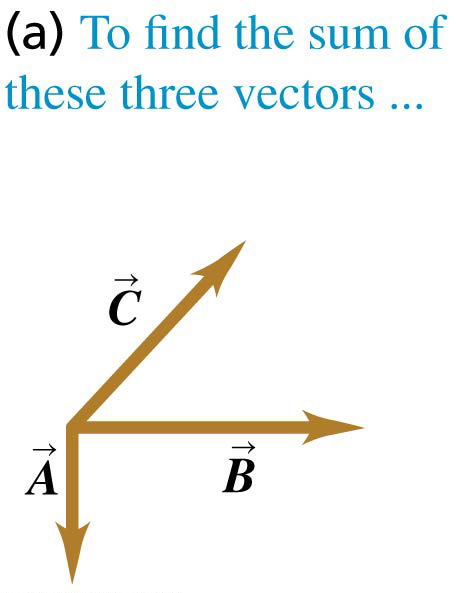 (a) To find the sum of
these three vectors ...
C
A
B